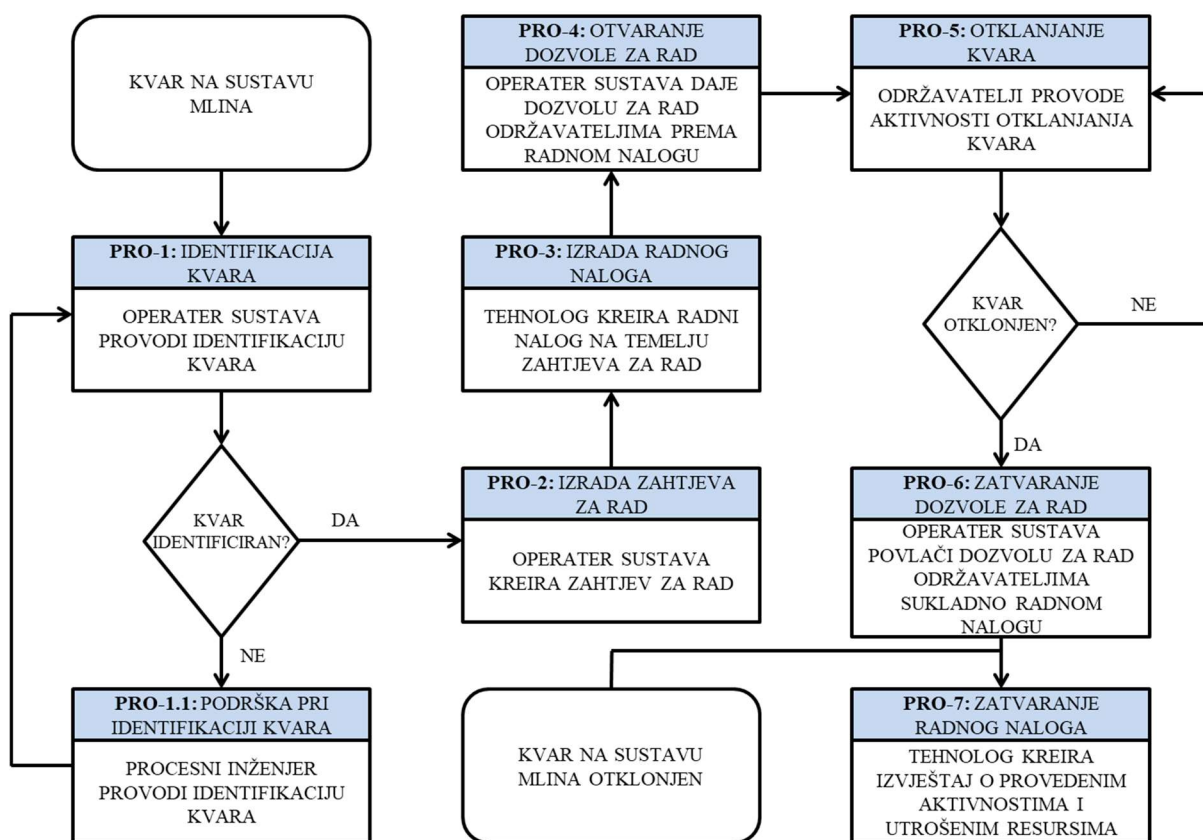 KVAR NA SUSTAVU
MLINA
PRO-1: IDENTIFIKACIJA
KVARA
OPERATER SUSTAVA
PROVODI IDENTIFIKACIJU
KVARA
KVAR
IDENTIFICIRAN?
DA
NE
PRO-1.1: PODRŠKA PRI
IDENTIFIKACIJI KVARA
PROCESNI INŽENJER
PROVODI IDENTIFIKACIJU
KVARA
PRO-2: IZRADA ZAHTJEVA
ZA RAD
OPERATER SUSTAVA
KREIRA ZAHTJEV ZA RAD
PRO-3: IZRADA RADNOG
NALOGA
TEHNOLOG KREIRA RADNI
NALOG NA TEMELJU
ZAHTJEVA ZA RAD
PRO-4: OTVARANJE
DOZVOLE ZA RAD
OPERATER SUSTAVA DAJE
DOZVOLU ZA RAD
ODRŽAVATELJIMA PREMA
RADNOM NALOGU
PRO-5: OTKLANJANJE
KVARA
ODRŽAVATELJI PROVODE
AKTIVNOSTI OTKLANJANJA
KVARA
KVAR
OTKLONJEN?
NE
DA
PRO-6: ZATVARANJE
DOZVOLE ZA RAD
OPERATER SUSTAVA
POVLAČI DOZVOLU ZA RAD
ODRŽAVATELJIMA
SUKLADNO RADNOM
NALOGU
PRO-7: ZATVARANJE
RADNOG NALOGA
TEHNOLOG KREIRA
IZVJEŠTAJ O PROVEDENIM
AKTIVNOSTIMA I
UTROŠENIM RESURSIMA
KVAR NA SUSTAVU
MLINA OTKLONJEN